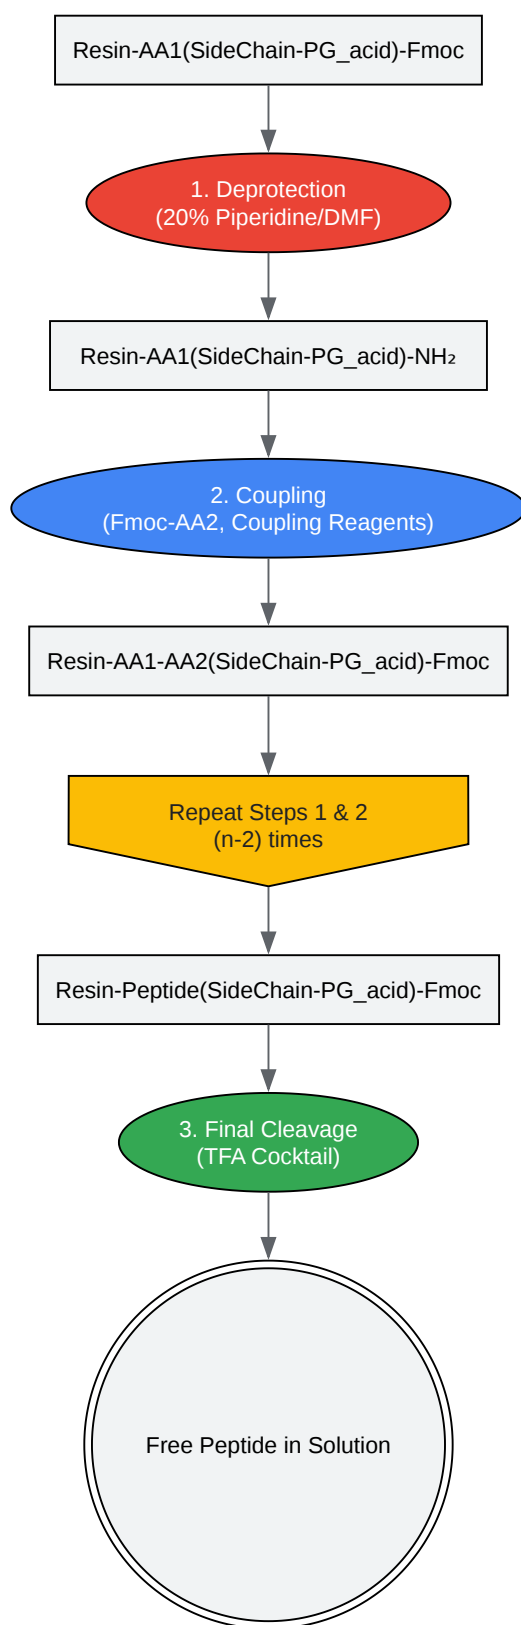 Resin-AA1(SideChain-PG_acid)-Fmoc
1. Deprotection
(20% Piperidine/DMF)
Resin-AA1(SideChain-PG_acid)-NH₂
2. Coupling
(Fmoc-AA2, Coupling Reagents)
Resin-AA1-AA2(SideChain-PG_acid)-Fmoc
Repeat Steps 1 & 2
(n-2) times
Resin-Peptide(SideChain-PG_acid)-Fmoc
3. Final Cleavage
(TFA Cocktail)
Free Peptide in Solution